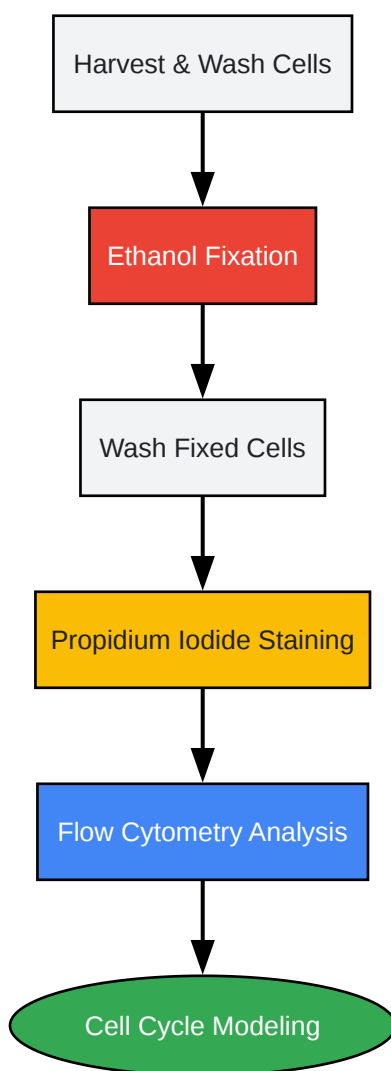 Harvest & Wash Cells
Ethanol Fixation
Wash Fixed Cells
Propidium Iodide Staining
Flow Cytometry Analysis
Cell Cycle Modeling